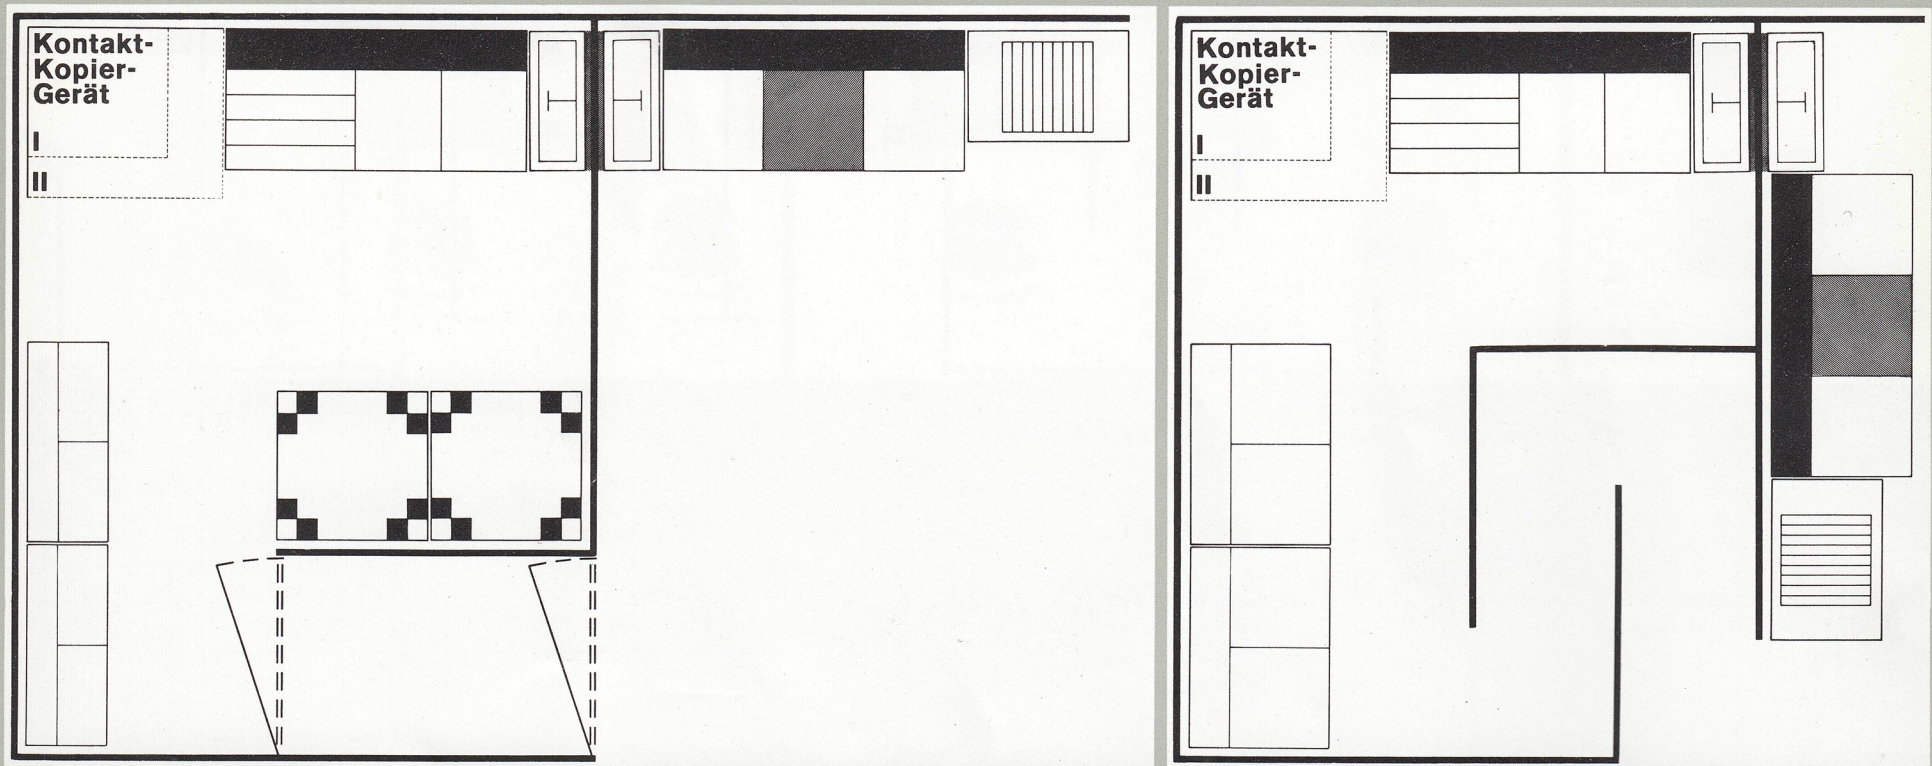 Kontakt-
Kopier-
Gerät
I
II
Kontakt-
Kopier-
Gerät
I
II